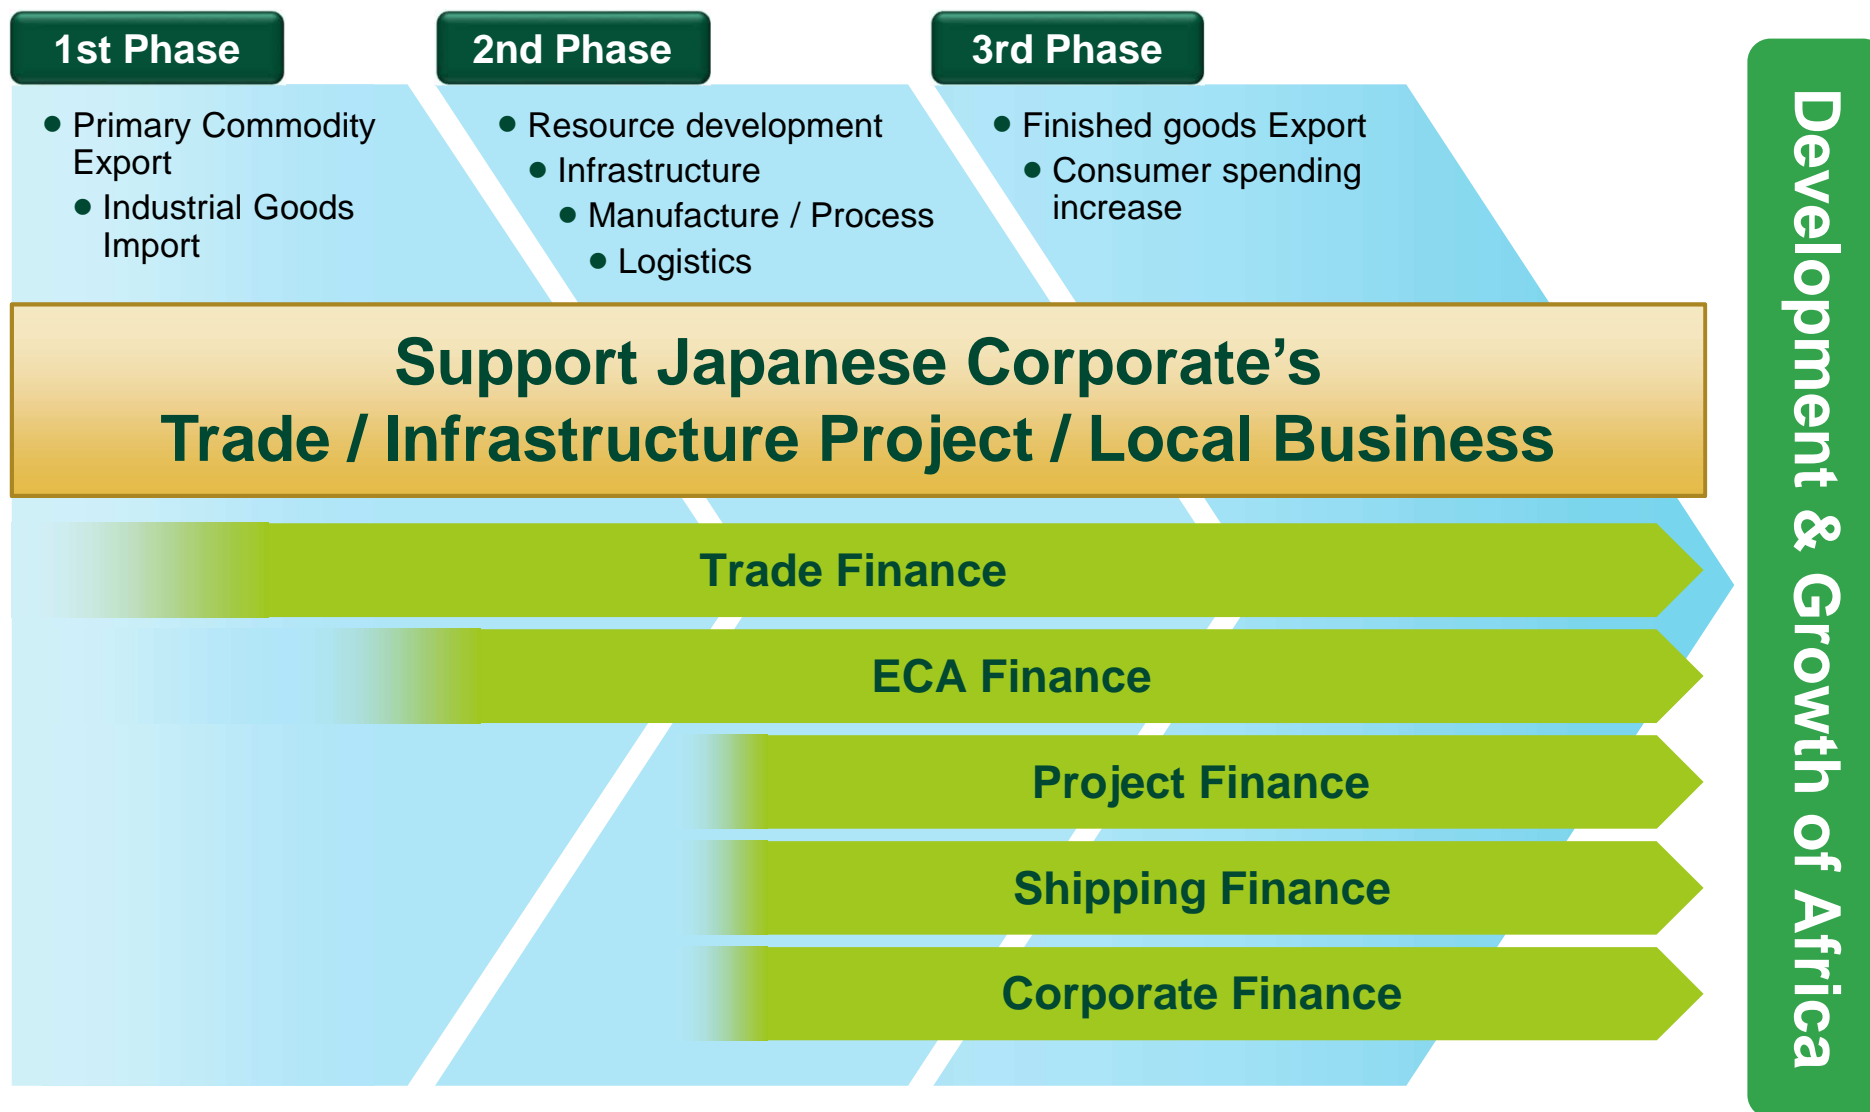 1st Phase
2nd Phase
3rd Phase
Primary Commodity
Export
Industrial Goods
Import
Resource development
Infrastructure
Manufacture / Process
Logistics
Finished goods Export
Consumer spending
increase
Support Japanese Corporate’s
Trade / Infrastructure Project / Local Business
Trade Finance
ECA Finance
Project Finance
Shipping Finance
Corporate Finance
Development & Growth of Africa